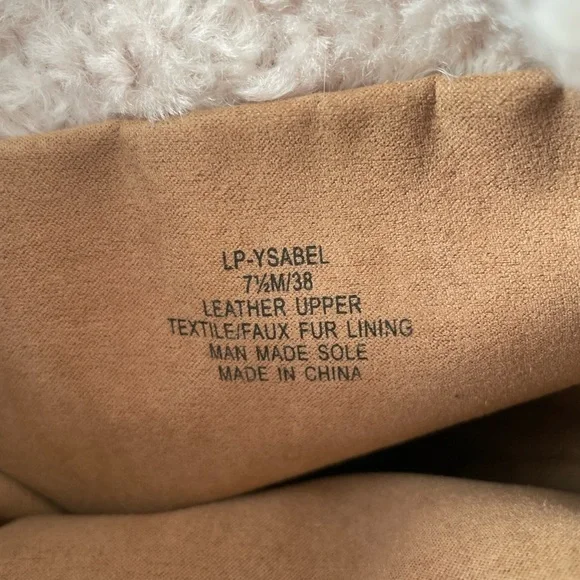 LP-YSABEL
7½M/38
LEATHER UPPER
TEXTILE/FAUX FUR LINING
MAN MADE SOLE
MADE IN CHINA